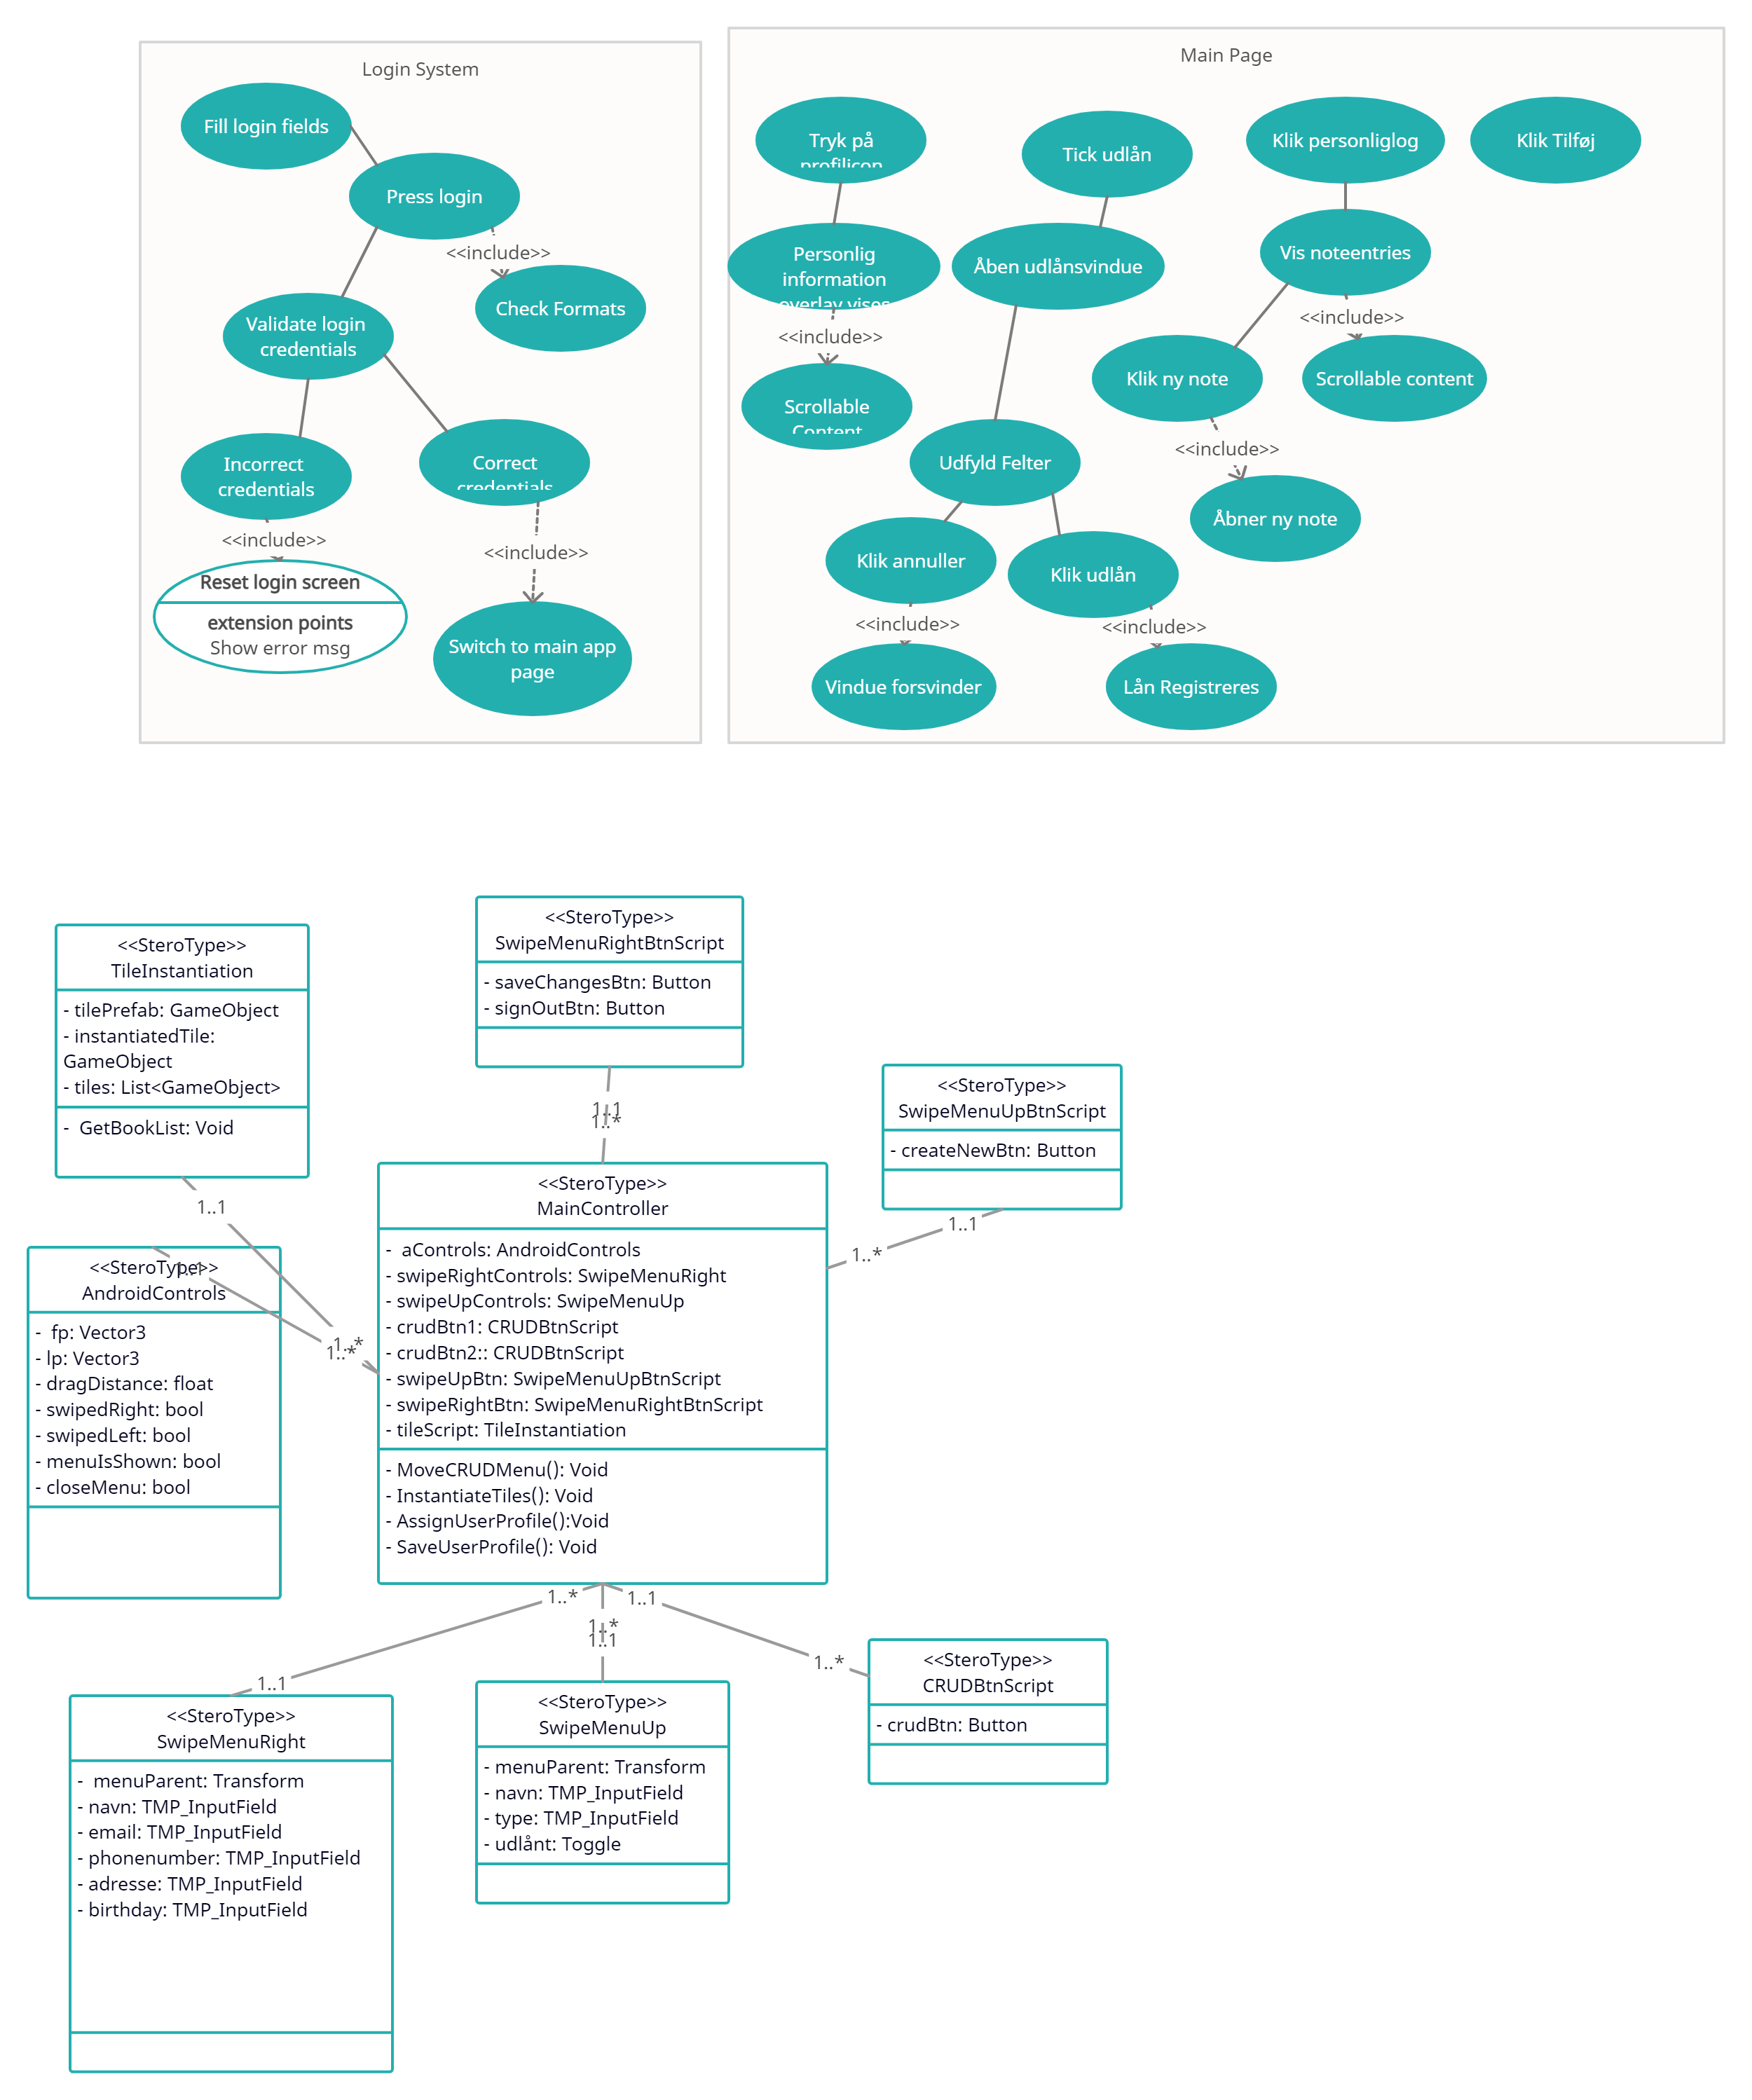 Login System
Fill login fields
Press login
<<include>>
Check Formats
Validate login
credentials
Incorrect
credentials
Correct
credentials
<<include>>
<<include>>
Reset login screen
extension points
Show error msg
Switch to main app
page
Main Page
Tryk på
profilicon
Tick udlån
Klik personliglog
Klik Tilføj
Personlig
information
overlay vises
Åben udlånsvindue
Vis noteentries
<<include>>
<<include>>
Scrollable
Content
Klik ny note
Scrollable content
Udfyld Felter
<<include>>
Åbner ny note
Klik annuller
Klik udlån
<<include>>
<<include>>
Vindue forsvinder
Lån Registreres
<<SteroType>>
TileInstantiation
- tilePrefab: GameObject
- instantiatedTile:
GameObject
- tiles: List<GameObject>
- GetBookList: Void
1..1
1..*
<<SteroType>>
SwipeMenuRightBtnScript
- saveChangesBtn: Button
- signOutBtn: Button
1..1
1..*
<<SteroType>>
SwipeMenuUpBtnScript
- createNewBtn: Button
1..1
1..*
<<SteroType>>
AndroidControls
- fp: Vector3
- lp: Vector3
- dragDistance: float
- swipedRight: bool
- swipedLeft: bool
- menuIsShown: bool
- closeMenu: bool
1..1
1..*
<<SteroType>>
MainController
- aControls: AndroidControls
- swipeRightControls: SwipeMenuRight
- swipeUpControls: SwipeMenuUp
- crudBtn1: CRUDBtnScript
- crudBtn2:: CRUDBtnScript
- swipeUpBtn: SwipeMenuUpBtnScript
- swipeRightBtn: SwipeMenuRightBtnScript
- tileScript: TileInstantiation
- MoveCRUDMenu(): Void
- InstantiateTiles(): Void
- AssignUserProfile():Void
- SaveUserProfile(): Void
1..*
1..1
1..*
1..1
1..1
1..*
<<SteroType>>
SwipeMenuRight
- menuParent: Transform
- navn: TMP_InputField
- email: TMP_InputField
- phonenumber: TMP_InputField
- adresse: TMP_InputField
- birthday: TMP_InputField
<<SteroType>>
SwipeMenuUp
- menuParent: Transform
- navn: TMP_InputField
- type: TMP_InputField
- udlånt: Toggle
<<SteroType>>
CRUDBtnScript
- crudBtn: Button